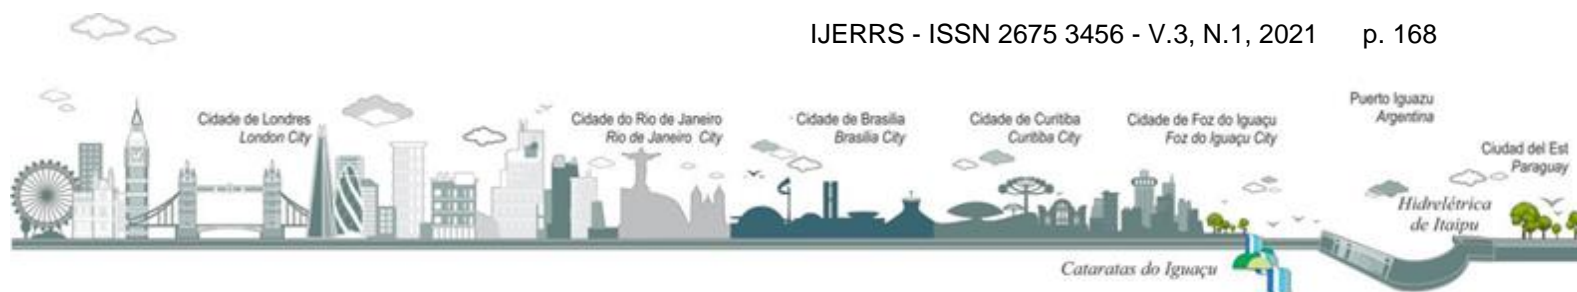 IJERRS - ISSN 2675 3456 - V.3, N.1, 2021 p. 168
Cidade de Londres
London City
Cidade do Rio de Janeiro
Rio de Janeiro City
Cidade de Brasilia
Brasilia City
Cidade de Curitiba
Curitiba City
Cidade de Foz do Iguaçu
Foz do Iguaçu City
Puerto Iguazu
Argentina
Ciudad del Est
Paraguay
Hidrelétrica
de Itaipu
Cataratas do Iguaçu